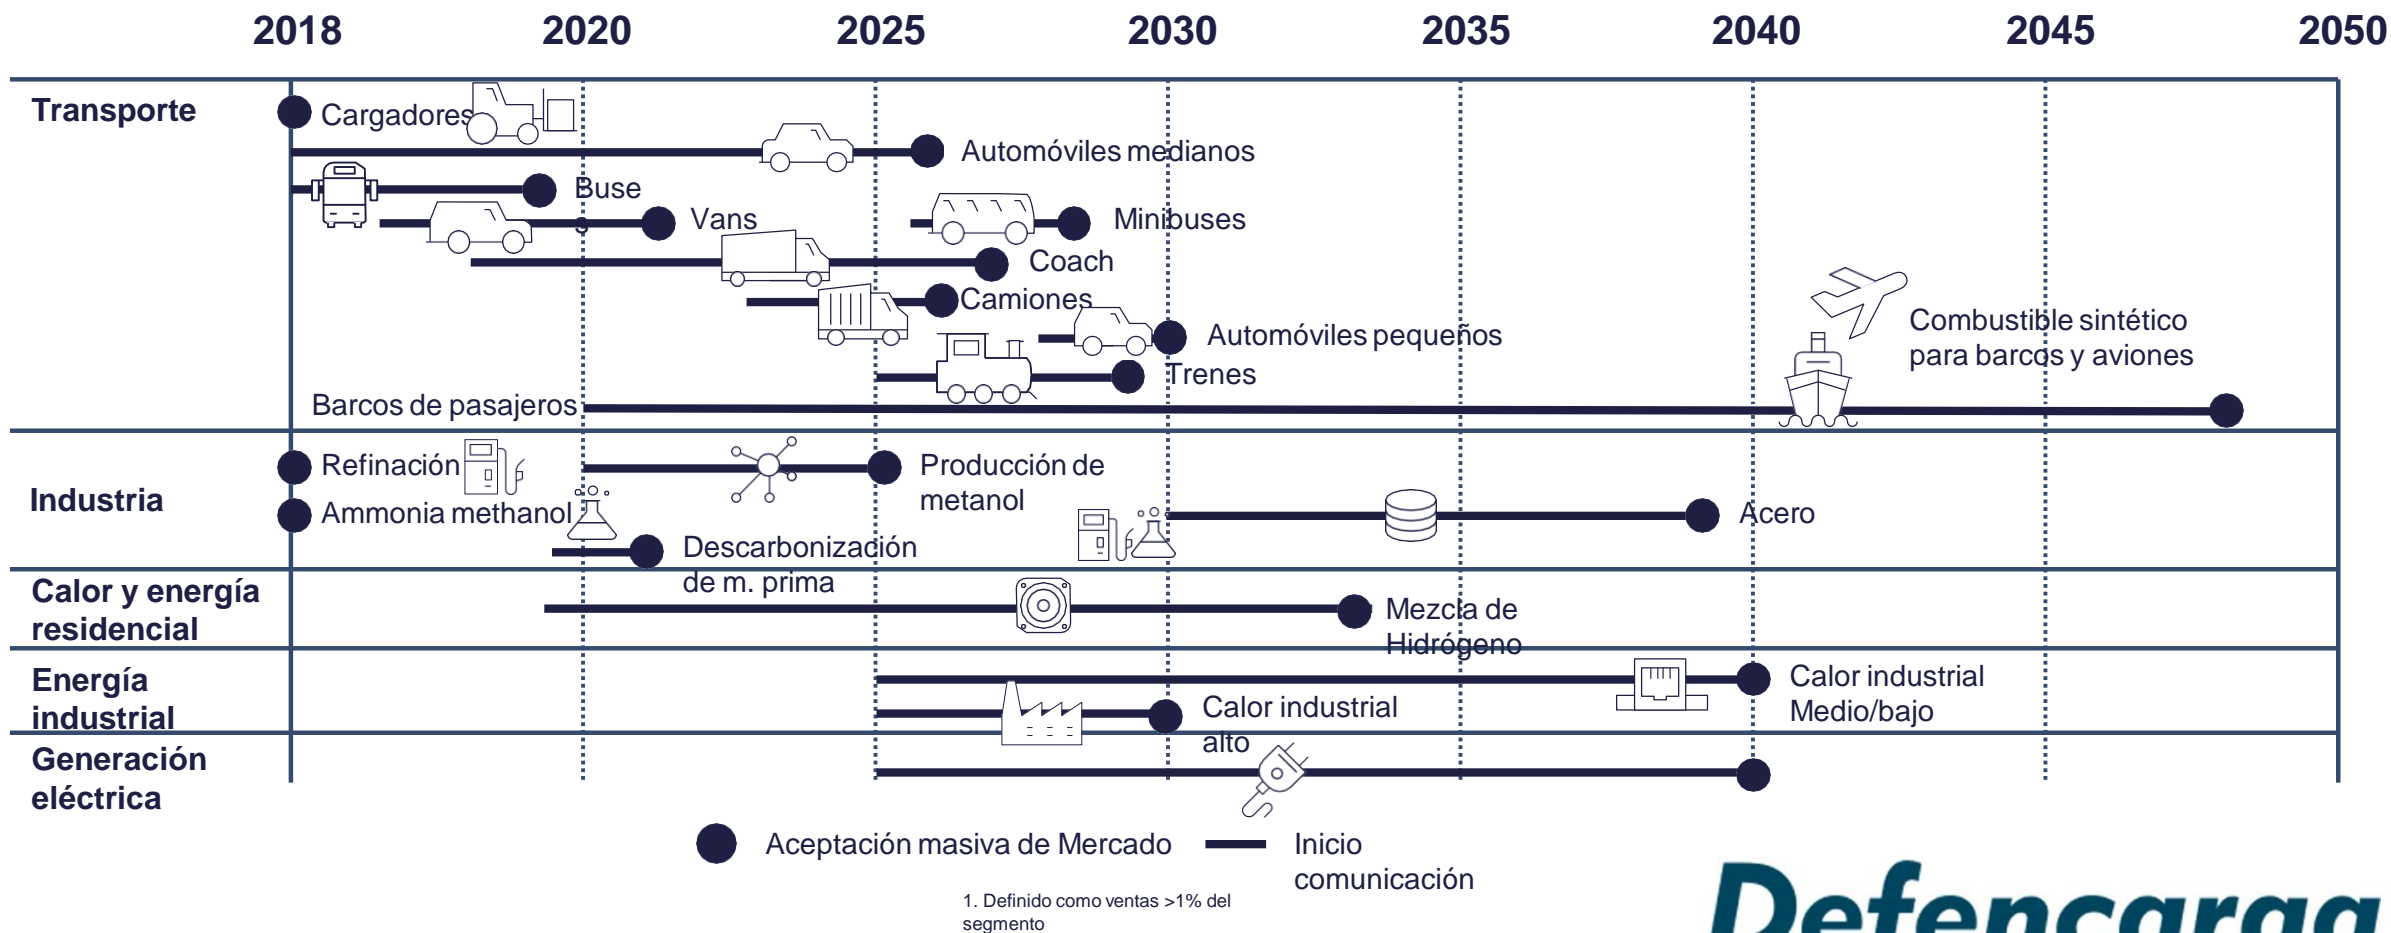 2018 2020 2025 2030 2035 2040 2045 2050
Transporte
Cargadores
Automóviles medianos
Buse
s
Vans
Minibuses
Coach
Camiones
Combustible sintético
para barcos y aviones
Automóviles pequeños
Trenes
Barcos de pasajeros
Industria
Refinación
Producción de
metanol
Ammonia methanol
Acero
Descarbonización
de m. prima
Calor y energía
residencial
Mezcla de
Hidrógeno
Energía
industrial
Calor industrial
Medio/bajo
Calor industrial
alto
Generación
eléctrica
Aceptación masiva de Mercado
Inicio
comunicación
1. Definido como ventas >1% del
segmento
Defencarga